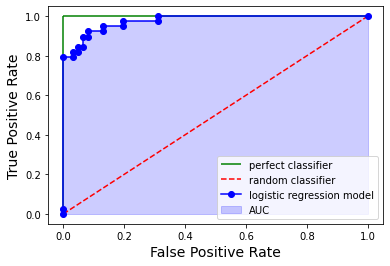 1.0
0.8
0.6
0.4
0.2
0.0
True Positive Rate
perfect classifier
random classifier
logistic regression model
AUC
0.0 0.2 0.4 0.6 0.8 1.0
False Positive Rate